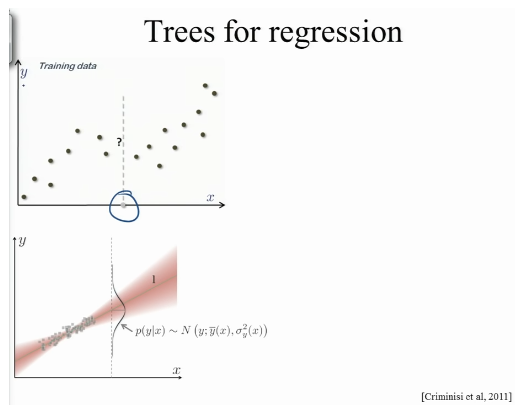 Trees for regression
y
Training data
?
x
y
1
p(y|x) ∼ N (y; y̅(x), σ²_y(x))
x
[Criminisi et al, 2011]